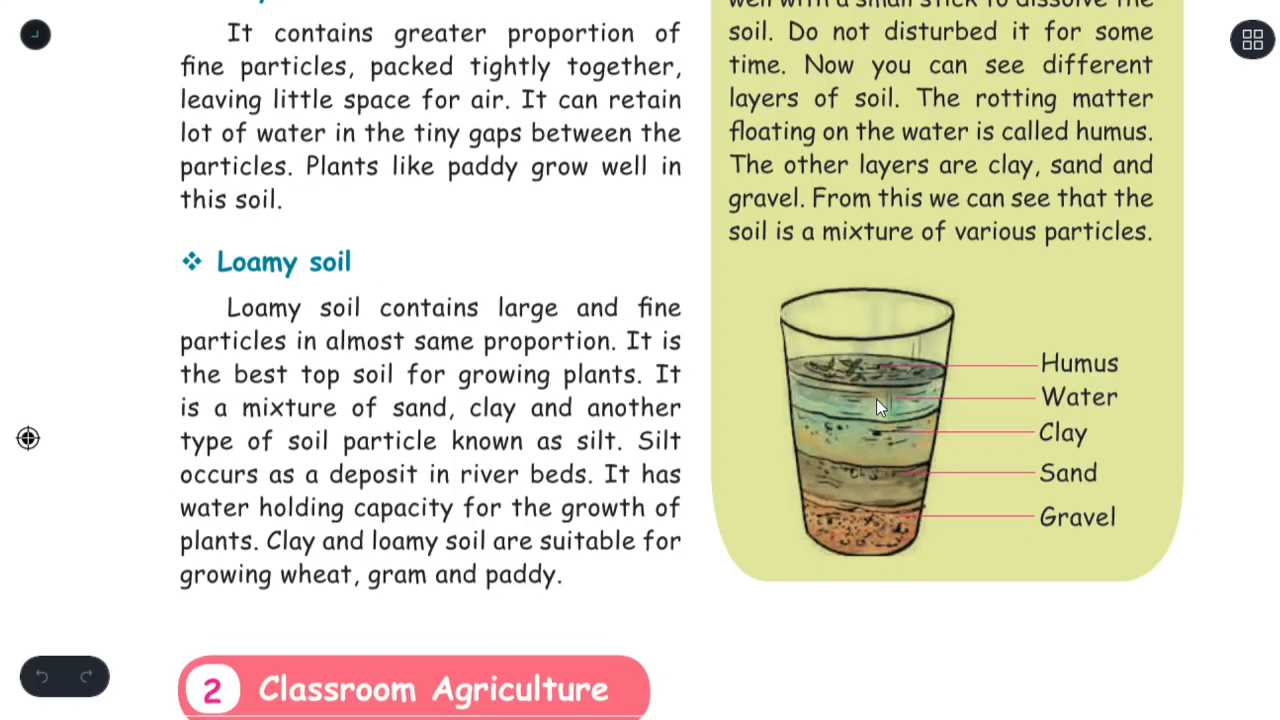 It contains greater proportion of
fine particles, packed tightly together,
leaving little space for air. It can retain
lot of water in the tiny gaps between the
particles. Plants like paddy grow well in
this soil.
❖ Loamy soil
Loamy soil contains large and fine
particles in almost same proportion. It is
the best top soil for growing plants. It
is a mixture of sand, clay and another
type of soil particle known as silt. Silt
occurs as a deposit in river beds. It has
water holding capacity for the growth of
plants. Clay and loamy soil are suitable for
growing wheat, gram and paddy.
2 Classroom Agriculture
well with a small stick to dissolve the
soil. Do not disturbed it for some
time. Now you can see different
layers of soil. The rotting matter
floating on the water is called humus.
The other layers are clay, sand and
gravel. From this we can see that the
soil is a mixture of various particles.
Humus
Water
Clay
Sand
Gravel